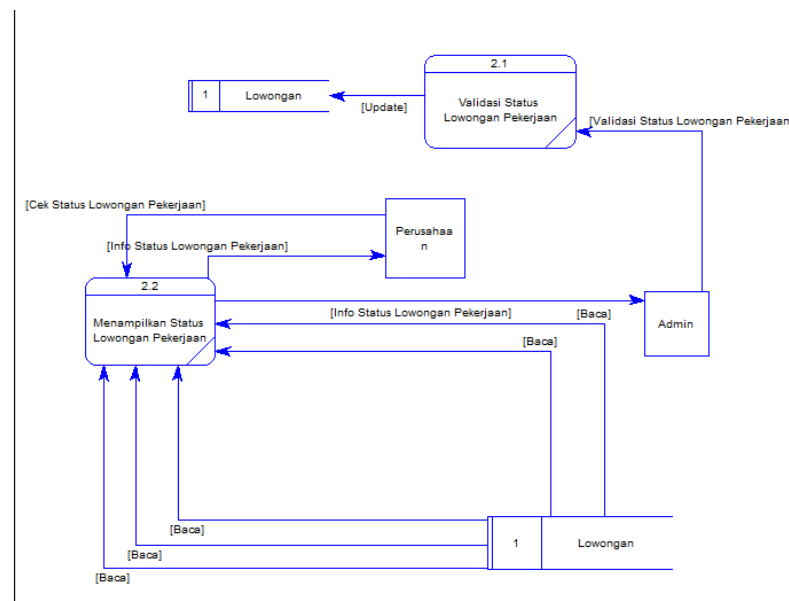 2.1
1
Lowongan
[Update]
Validasi Status
Lowongan Pekerjaan
[Validasi Status Lowongan Pekerjaan
[Cek Status Lowongan Pekerjaan]
Perusahaa
n
[Info Status Lowongan Pekerjaan]
2.2
Menampilkan Status
Lowongan Pekerjaan
[Info Status Lowongan Pekerjaan]
[Baca]
Admin
[Baca]
[Baca]
[Baca]
[Baca]
1
Lowongan